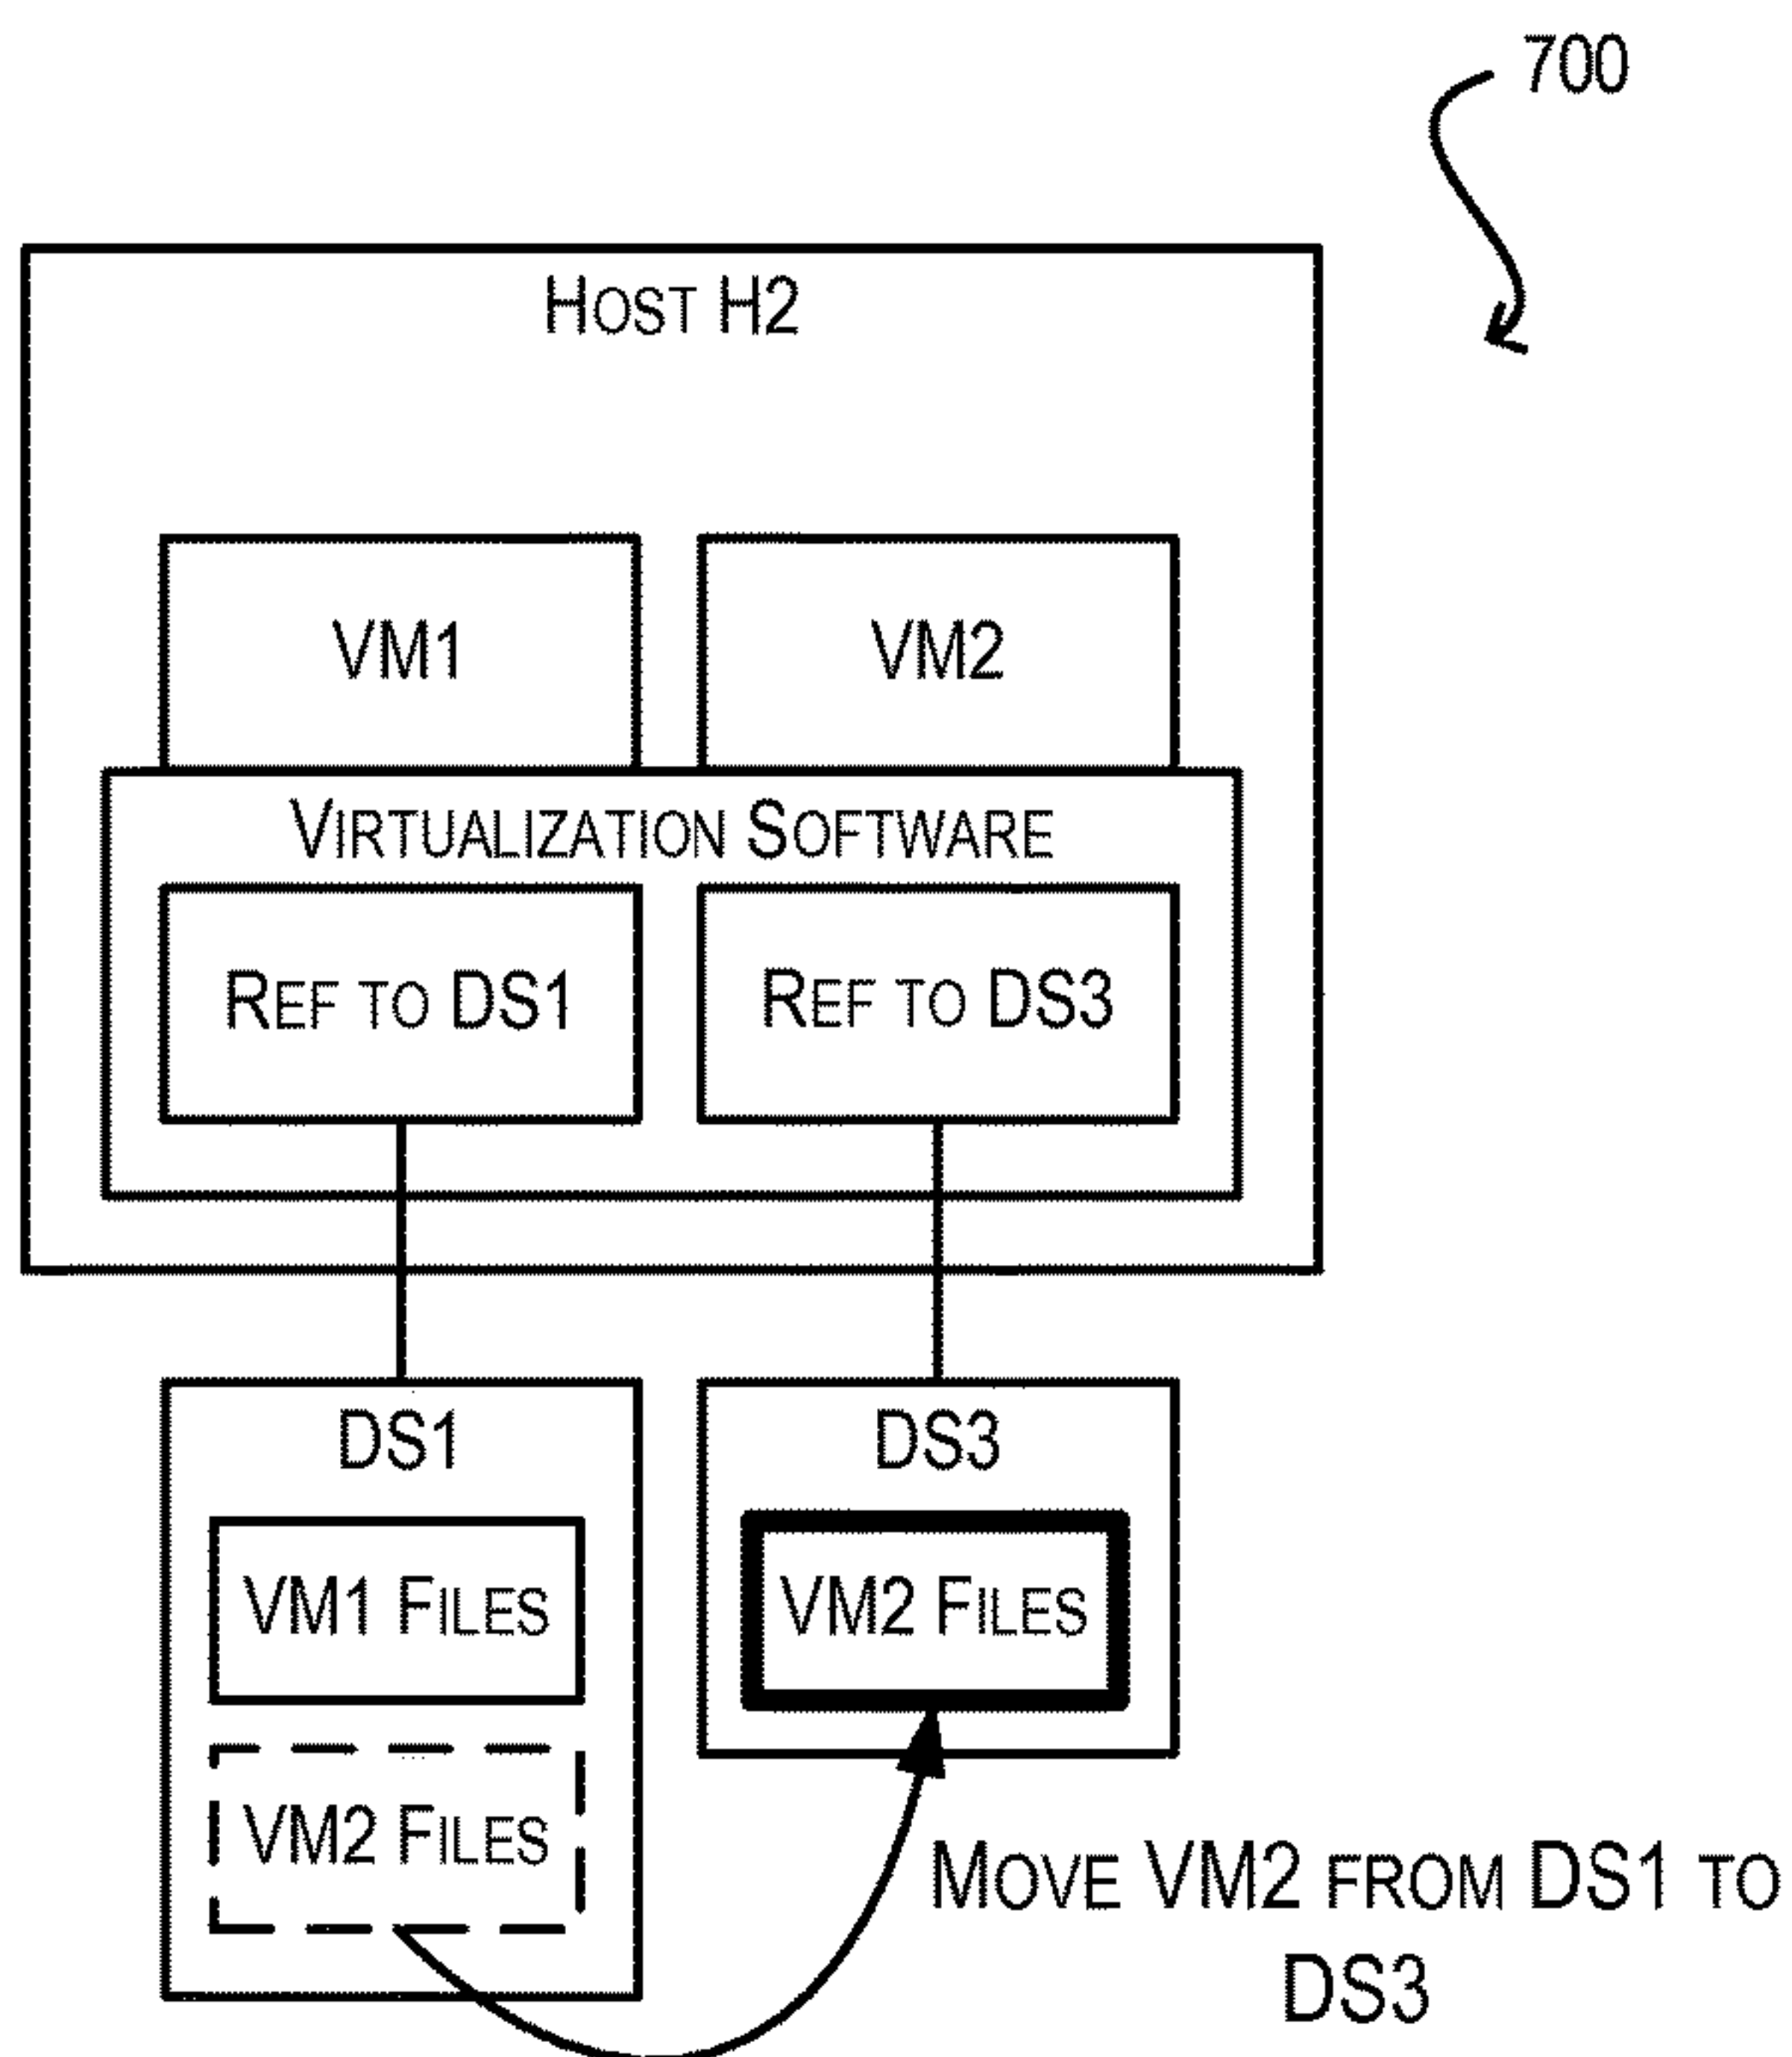 700
HOST H2
VM1 VM2
VIRTUALIZATION SOFTWARE
REF TO DS1 REF TO DS3
DS1 DS3
VM1 FILES VM2 FILES
VM2 FILES
MOVE VM2 FROM DS1 TO
DS3